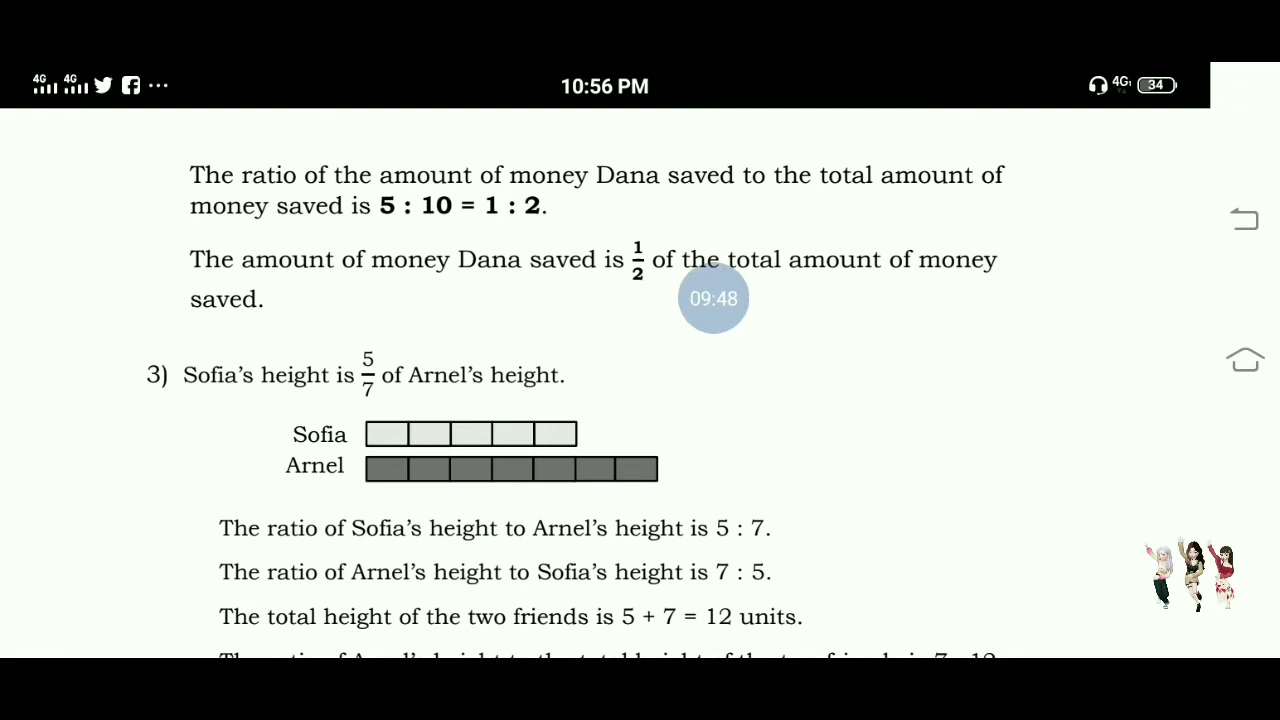 4G 4G ... 10:56 PM 4G 34
The ratio of the amount of money Dana saved to the total amount of
money saved is 5 : 10 = 1 : 2.
The amount of money Dana saved is 1/2 of the total amount of money
saved.
09:48
3) Sofia's height is 5/7 of Arnel's height.
Sofia
Arnel
The ratio of Sofia's height to Arnel's height is 5 : 7.
The ratio of Arnel's height to Sofia's height is 7 : 5.
The total height of the two friends is 5 + 7 = 12 units.